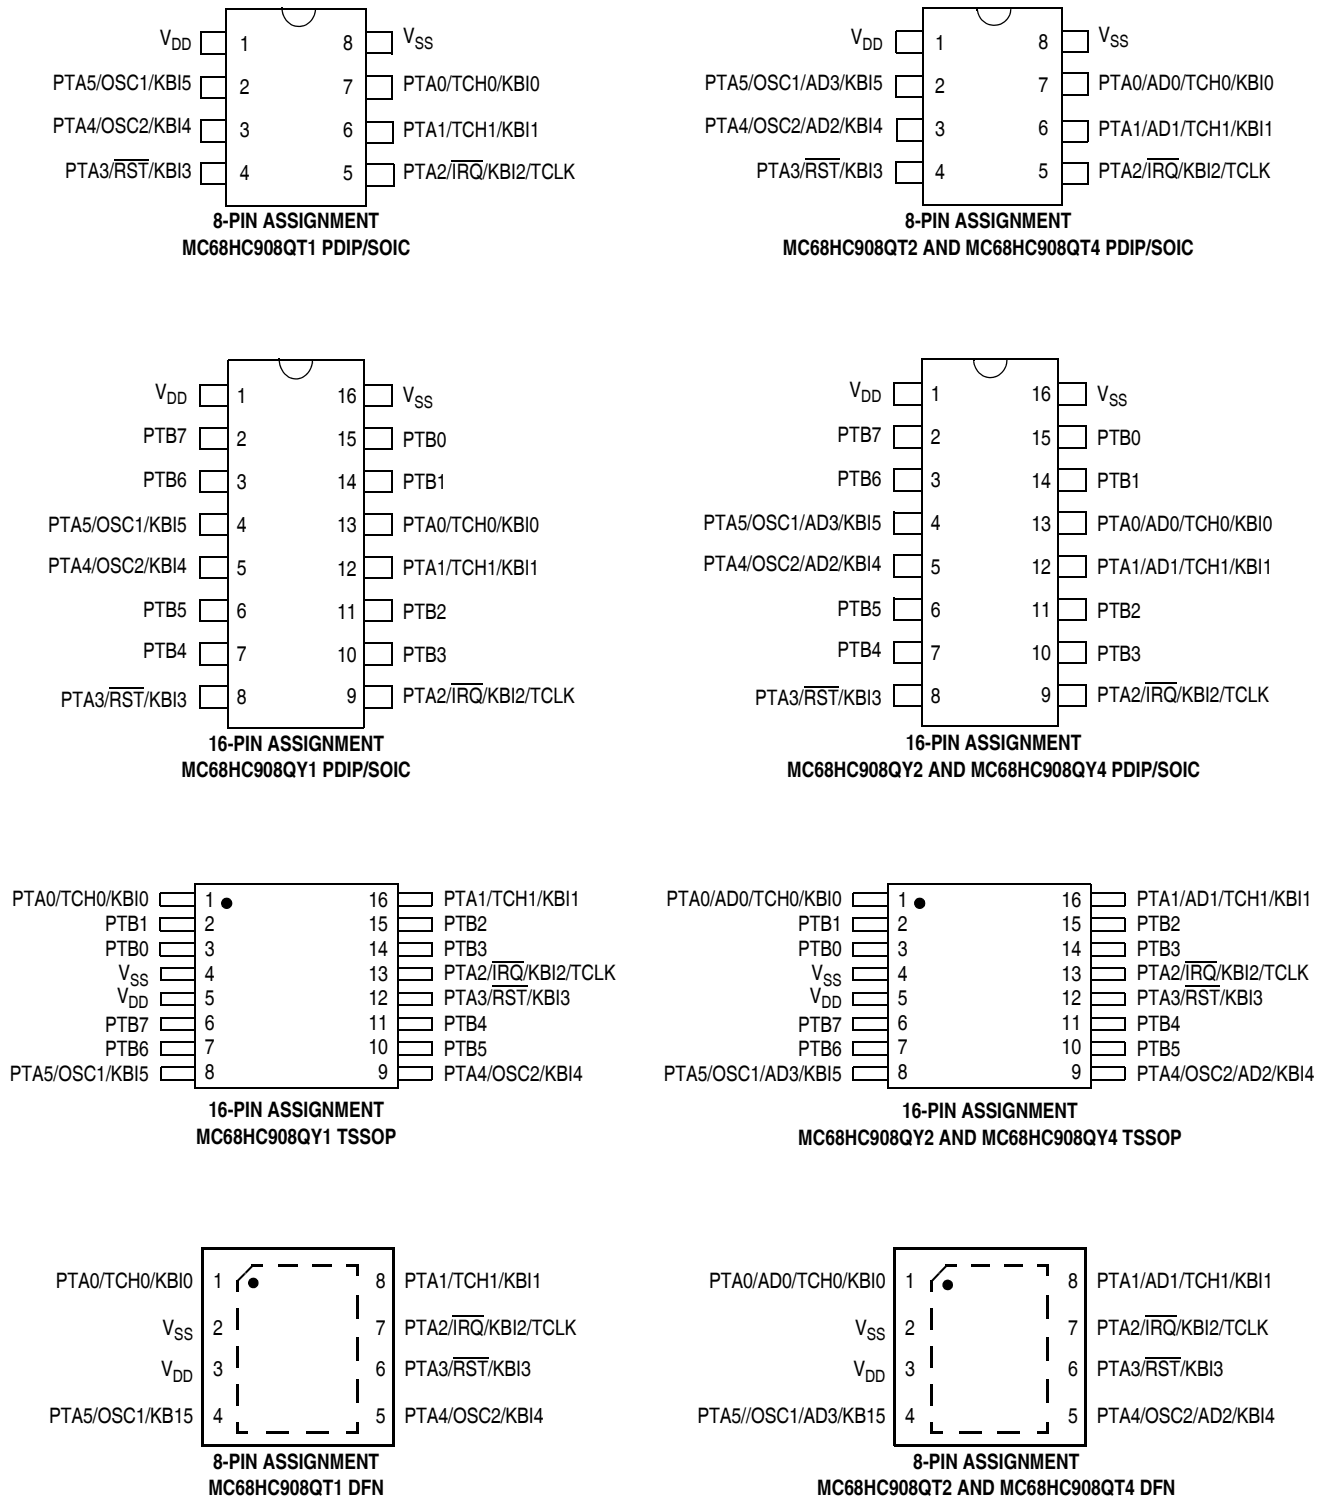 VDD 1 8 VSS
PTA5/OSC1/KBI5 2 7 PTA0/TCH0/KBI0
PTA4/OSC2/KBI4 3 6 PTA1/TCH1/KBI1
PTA3/RST/KBI3 4 5 PTA2/IRQ/KBI2/TCLK
8-PIN ASSIGNMENT
MC68HC908QT1 PDIP/SOIC
VDD 1 8 VSS
PTA5/OSC1/AD3/KBI5 2 7 PTA0/AD0/TCH0/KBI0
PTA4/OSC2/AD2/KBI4 3 6 PTA1/AD1/TCH1/KBI1
PTA3/RST/KBI3 4 5 PTA2/IRQ/KBI2/TCLK
8-PIN ASSIGNMENT
MC68HC908QT2 AND MC68HC908QT4 PDIP/SOIC
VDD 1 16 VSS
PTB7 2 15 PTB0
PTB6 3 14 PTB1
PTA5/OSC1/KBI5 4 13 PTA0/TCH0/KBI0
PTA4/OSC2/KBI4 5 12 PTA1/TCH1/KBI1
PTB5 6 11 PTB2
PTB4 7 10 PTB3
PTA3/RST/KBI3 8 9 PTA2/IRQ/KBI2/TCLK
16-PIN ASSIGNMENT
MC68HC908QY1 PDIP/SOIC
VDD 1 16 VSS
PTB7 2 15 PTB0
PTB6 3 14 PTB1
PTA5/OSC1/AD3/KBI5 4 13 PTA0/AD0/TCH0/KBI0
PTA4/OSC2/AD2/KBI4 5 12 PTA1/AD1/TCH1/KBI1
PTB5 6 11 PTB2
PTB4 7 10 PTB3
PTA3/RST/KBI3 8 9 PTA2/IRQ/KBI2/TCLK
16-PIN ASSIGNMENT
MC68HC908QY2 AND MC68HC908QY4 PDIP/SOIC
PTA0/TCH0/KBI0 1 16 PTA1/TCH1/KBI1
PTB1 2 15 PTB2
PTB0 3 14 PTB3
VSS 4 13 PTA2/IRQ/KBI2/TCLK
VDD 5 12 PTA3/RST/KBI3
PTB7 6 11 PTB4
PTB6 7 10 PTB5
PTA5/OSC1/KBI5 8 9 PTA4/OSC2/KBI4
16-PIN ASSIGNMENT
MC68HC908QY1 TSSOP
PTA0/AD0/TCH0/KBI0 1 16 PTA1/AD1/TCH1/KBI1
PTB1 2 15 PTB2
PTB0 3 14 PTB3
VSS 4 13 PTA2/IRQ/KBI2/TCLK
VDD 5 12 PTA3/RST/KBI3
PTB7 6 11 PTB4
PTB6 7 10 PTB5
PTA5/OSC1/AD3/KBI5 8 9 PTA4/OSC2/AD2/KBI4
16-PIN ASSIGNMENT
MC68HC908QY2 AND MC68HC908QY4 TSSOP
PTA0/TCH0/KBI0 1 8 PTA1/TCH1/KBI1
VSS 2 7 PTA2/IRQ/KBI2/TCLK
VDD 3 6 PTA3/RST/KBI3
PTA5/OSC1/KB15 4 5 PTA4/OSC2/KBI4
8-PIN ASSIGNMENT
MC68HC908QT1 DFN
PTA0/AD0/TCH0/KBI0 1 8 PTA1/AD1/TCH1/KBI1
VSS 2 7 PTA2/IRQ/KBI2/TCLK
VDD 3 6 PTA3/RST/KBI3
PTA5//OSC1/AD3/KB15 4 5 PTA4/OSC2/AD2/KBI4
8-PIN ASSIGNMENT
MC68HC908QT2 AND MC68HC908QT4 DFN